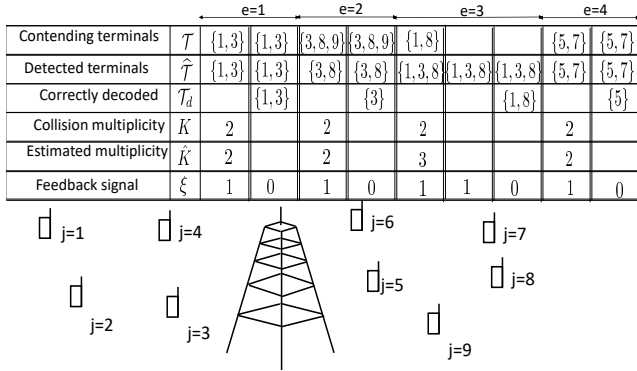 e=1 e=2 e=3 e=4
Contending terminals 𝒯 {1,3} {1,3} {3,8,9} {3,8,9} {1,8} {5,7} {5,7}
Detected terminals 𝒯̂ {1,3} {1,3} {3,8} {3,8} {1,3,8} {1,3,8} {1,3,8} {5,7} {5,7}
Correctly decoded 𝒯d {1,3} {3} {1,8} {5}
Collision multiplicity K 2 2 2 2
Estimated multiplicity K̂ 2 2 3 2
Feedback signal ξ 1 0 1 0 1 1 0 1 0
j=1
j=4
j=6
j=7
j=5
j=8
j=2
j=3
j=9